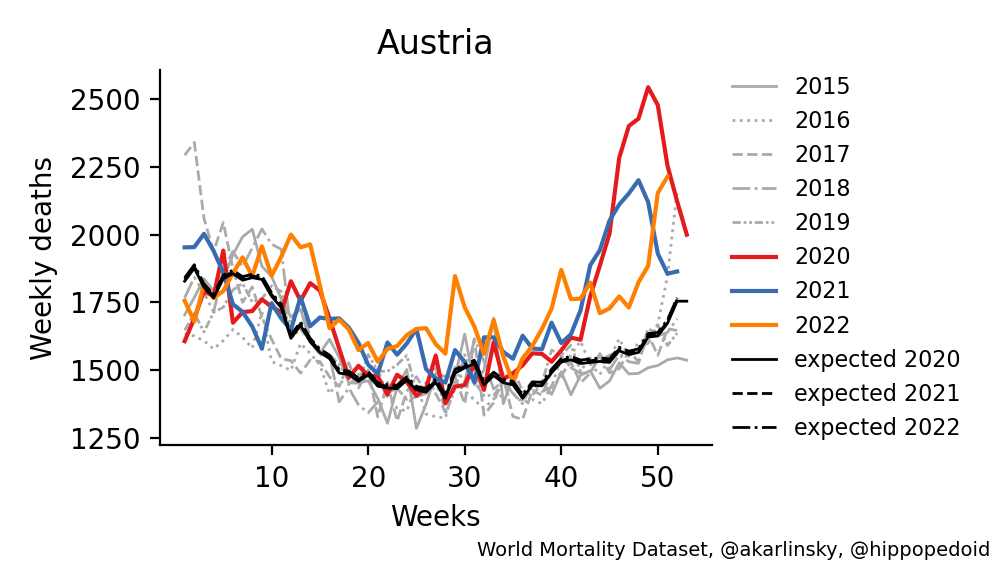 Austria
Weekly deaths
2500
2250
2000
1750
1500
1250
10 20 30 40 50
Weeks
2015
2016
2017
2018
2019
2020
2021
2022
expected 2020
expected 2021
expected 2022
World Mortality Dataset, @akarlinsky, @hippopedoid